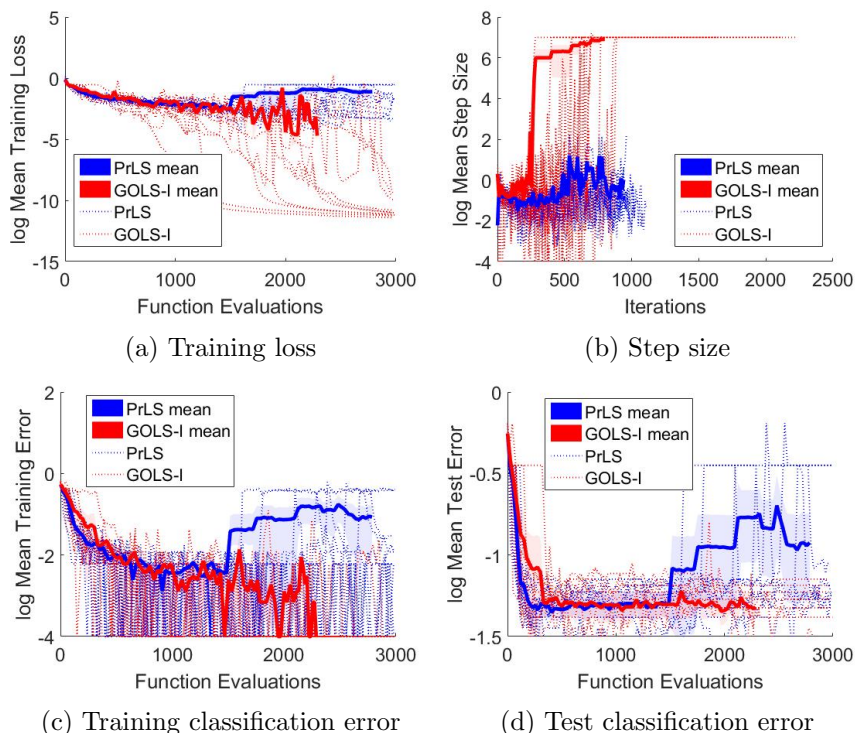 5
0
-5
-10
-15
log Mean Training Loss
PrLS mean
GOLS-I mean
PrLS
GOLS-I
0 1000 2000 3000
Function Evaluations
(a) Training loss
8
6
4
2
0
-2
-4
log Mean Step Size
PrLS mean
GOLS-I mean
PrLS
GOLS-I
0 500 1000 1500 2000 2500
Iterations
(b) Step size
2
0
-2
-4
log Mean Training Error
PrLS mean
GOLS-I mean
PrLS
GOLS-I
0 1000 2000 3000
Function Evaluations
(c) Training classification error
0
-0.5
-1
-1.5
log Mean Test Error
PrLS mean
GOLS-I mean
PrLS
GOLS-I
0 1000 2000 3000
Function Evaluations
(d) Test classification error